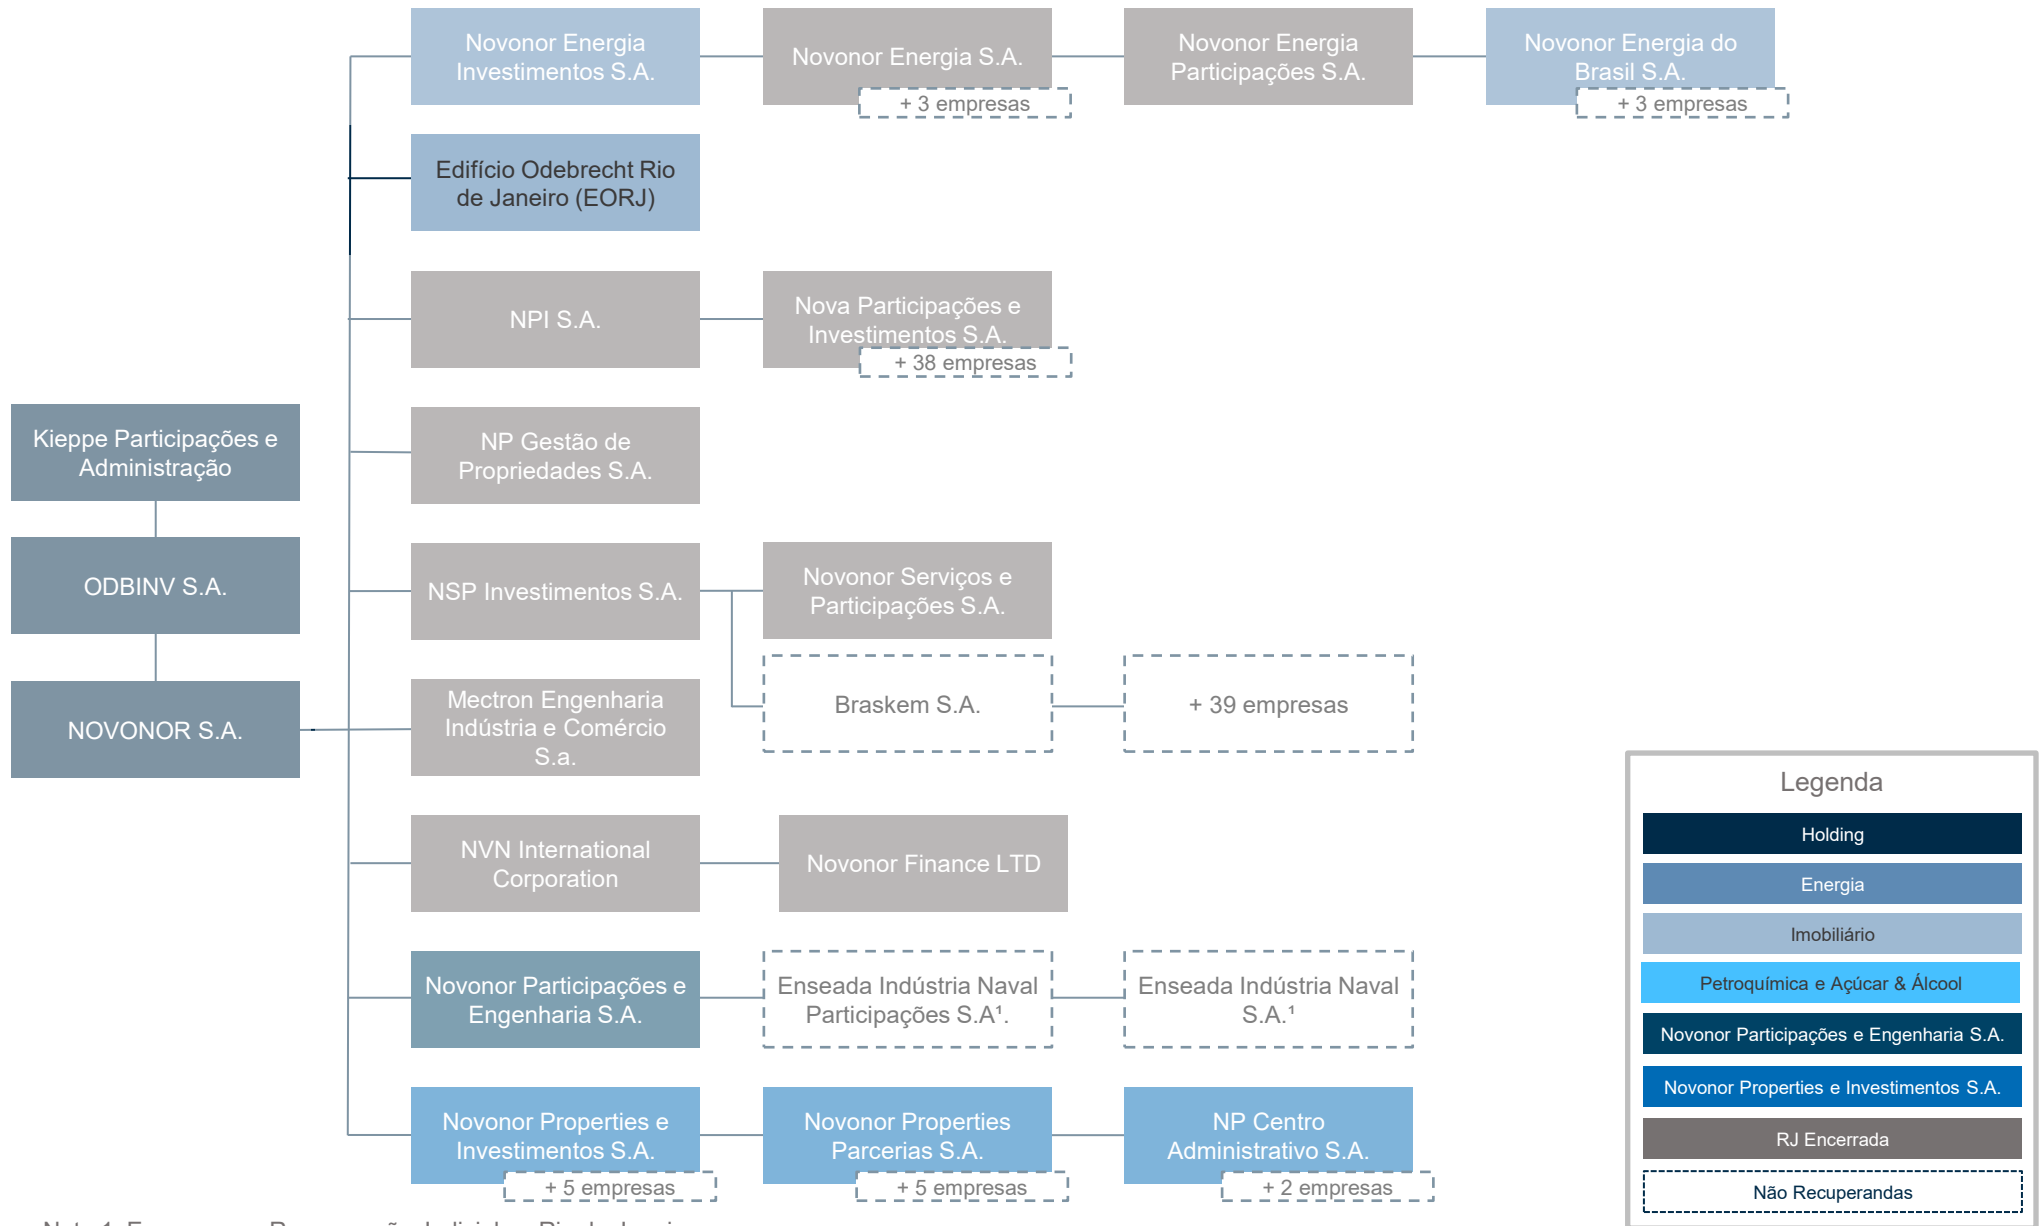 Novonor Energia
Investimentos S.A.
Novonor Energia S.A.
+ 3 empresas
Novonor Energia
Participações S.A.
Novonor Energia do
Brasil S.A.
+ 3 empresas
Edifício Odebrecht Rio
de Janeiro (EORJ)
NPI S.A.
Nova Participações e
Investimentos S.A.
+ 38 empresas
Kieppe Participações e
Administração
NP Gestão de
Propriedades S.A.
ODBINV S.A.
NSP Investimentos S.A.
Novonor Serviços e
Participações S.A.
Braskem S.A.
+ 39 empresas
NOVONOR S.A.
Mectron Engenharia
Indústria e Comércio
S.a.
NVN International
Corporation
Novonor Finance LTD
Novonor Participações e
Engenharia S.A.
Enseada Indústria Naval
Participações S.A¹.
Enseada Indústria Naval
S.A.¹
Novonor Properties e
Investimentos S.A.
+ 5 empresas
Novonor Properties
Parcerias S.A.
+ 5 empresas
NP Centro
Administrativo S.A.
+ 2 empresas
Legenda
Holding
Energia
Imobiliário
Petroquímica e Açúcar & Álcool
Novonor Participações e Engenharia S.A.
Novonor Properties e Investimentos S.A.
RJ Encerrada
Não Recuperandas